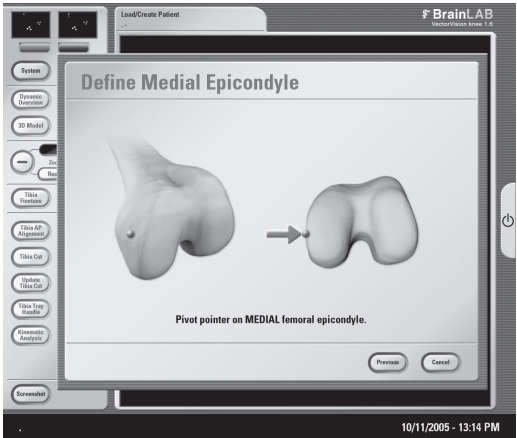 Load/Create Patient
. -
BrainLAB
VectorVision knee 1.6
System
Dynamic
Overview
3D Model
Tibia
Finetune
Tibia AP
Alignment
Tibia Cut
Update
Tibia Cut
Tibia Tray
Handle
Kinematic
Analysis
Screenshot
Define Medial Epicondyle
Pivot pointer on MEDIAL femoral epicondyle.
Previous
Cancel
.
10/11/2005 - 13:14 PM